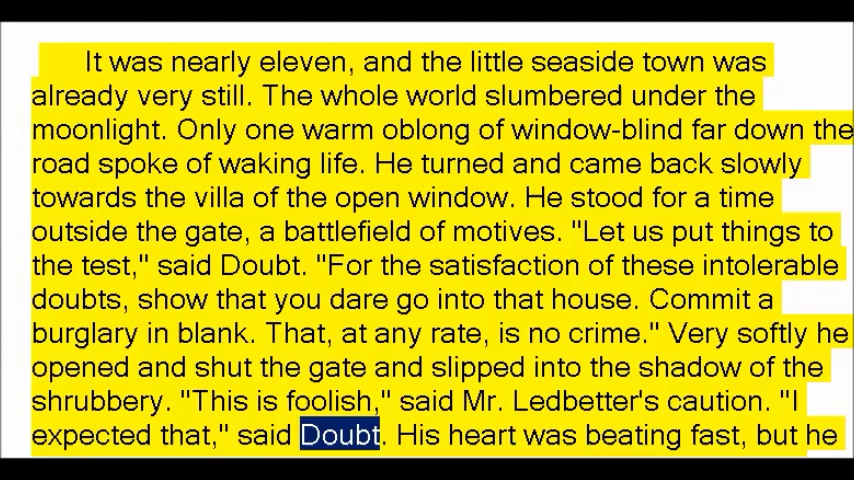 It was nearly eleven, and the little seaside town was
already very still. The whole world slumbered under the
moonlight. Only one warm oblong of window-blind far down the
road spoke of waking life. He turned and came back slowly
towards the villa of the open window. He stood for a time
outside the gate, a battlefield of motives. "Let us put things to
the test," said Doubt. "For the satisfaction of these intolerable
doubts, show that you dare go into that house. Commit a
burglary in blank. That, at any rate, is no crime." Very softly he
opened and shut the gate and slipped into the shadow of the
shrubbery. "This is foolish," said Mr. Ledbetter's caution. "I
expected that," said Doubt. His heart was beating fast, but he